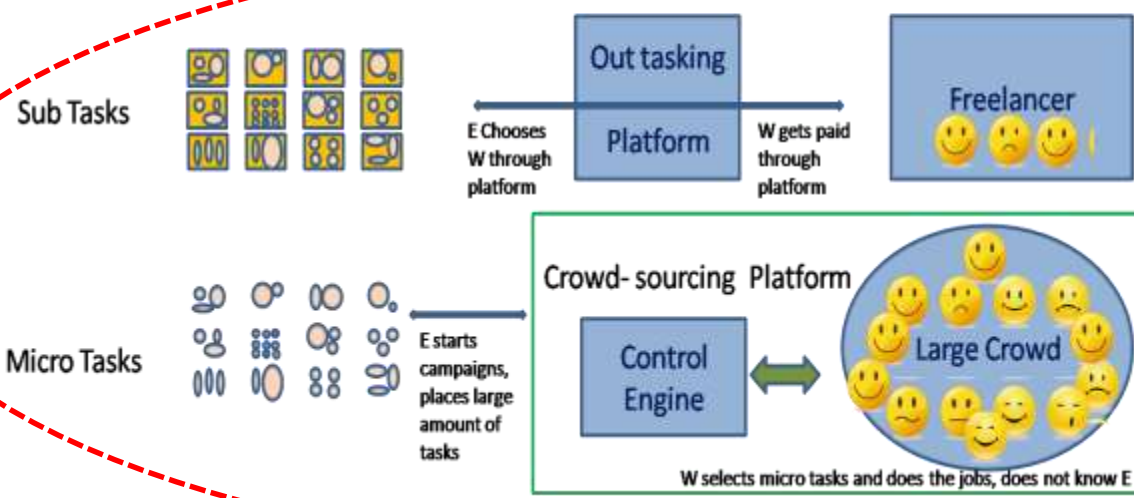 Sub Tasks
E Chooses
W through
platform
Out tasking
Platform
W gets paid
through
platform
Freelancer
Micro Tasks
E starts
campaigns,
places large
amount of
tasks
Crowd- sourcing Platform
Control
Engine
Large Crowd
W selects micro tasks and does the jobs, does not know E